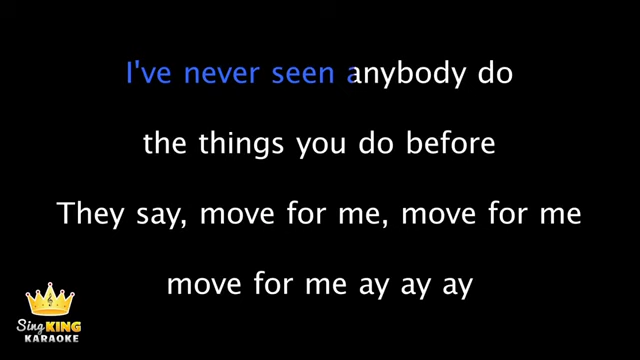 I've never seen anybody do
the things you do before
They say, move for me, move for me
move for me ay ay ay
Sing KING
KARAOKE